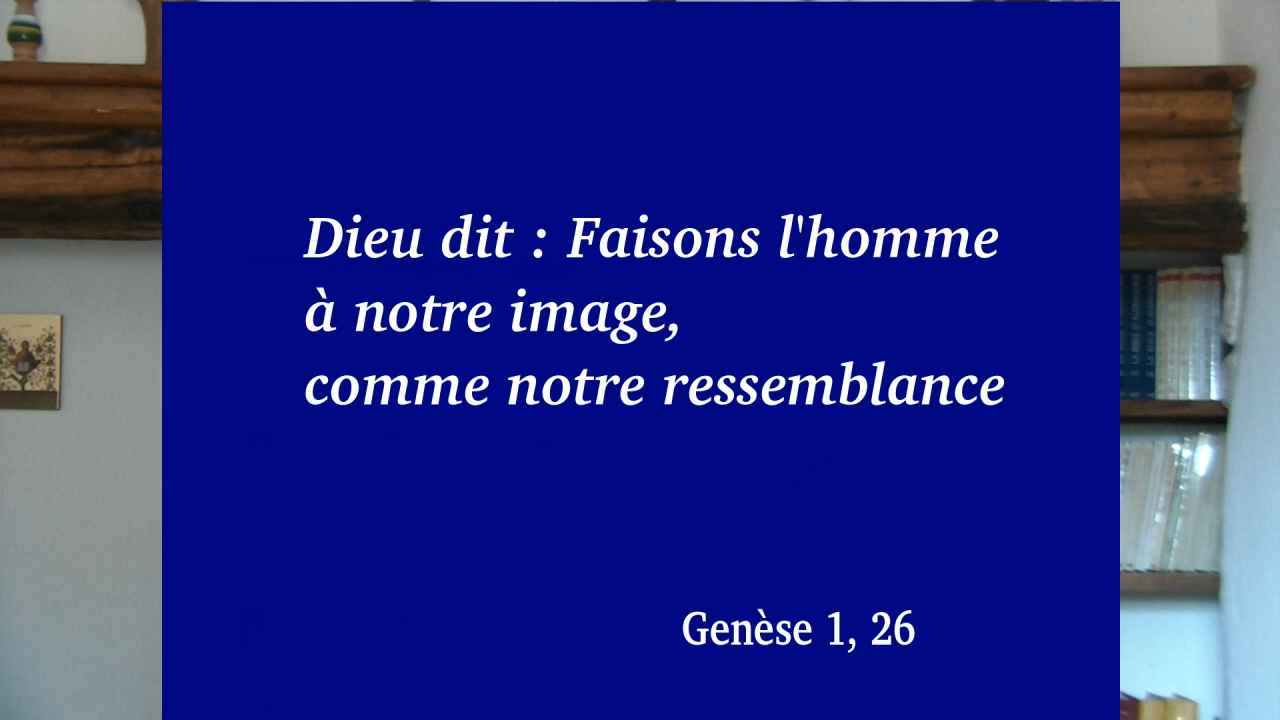 Dieu dit : Faisons l'homme
à notre image,
comme notre ressemblance
Genèse 1, 26